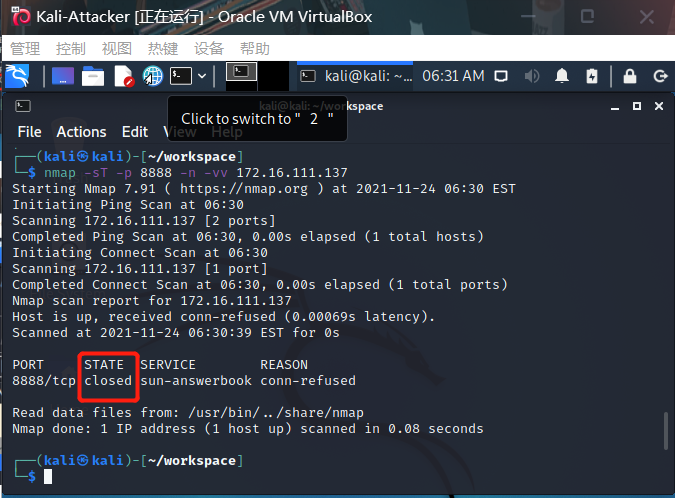 Kali-Attacker [正在运行] - Oracle VM VirtualBox
管理 控制 视图 热键 设备 帮助
kali@kali: ~... 06:31 AM
kali@kali: ~/workspace
Click to switch to " 2 "
File Actions Edit View Help
┌──(kali㉿kali)-[~/workspace]
└─$ nmap -sT -p 8888 -n -vv 172.16.111.137
Starting Nmap 7.91 ( https://nmap.org ) at 2021-11-24 06:30 EST
Initiating Ping Scan at 06:30
Scanning 172.16.111.137 [2 ports]
Completed Ping Scan at 06:30, 0.00s elapsed (1 total hosts)
Initiating Connect Scan at 06:30
Scanning 172.16.111.137 [1 port]
Completed Connect Scan at 06:30, 0.00s elapsed (1 total ports)
Nmap scan report for 172.16.111.137
Host is up, received conn-refused (0.00069s latency).
Scanned at 2021-11-24 06:30:39 EST for 0s
PORT STATE SERVICE REASON
8888/tcp closed sun-answerbook conn-refused
Read data files from: /usr/bin/../share/nmap
Nmap done: 1 IP address (1 host up) scanned in 0.08 seconds
┌──(kali㉿kali)-[~/workspace]
└─$